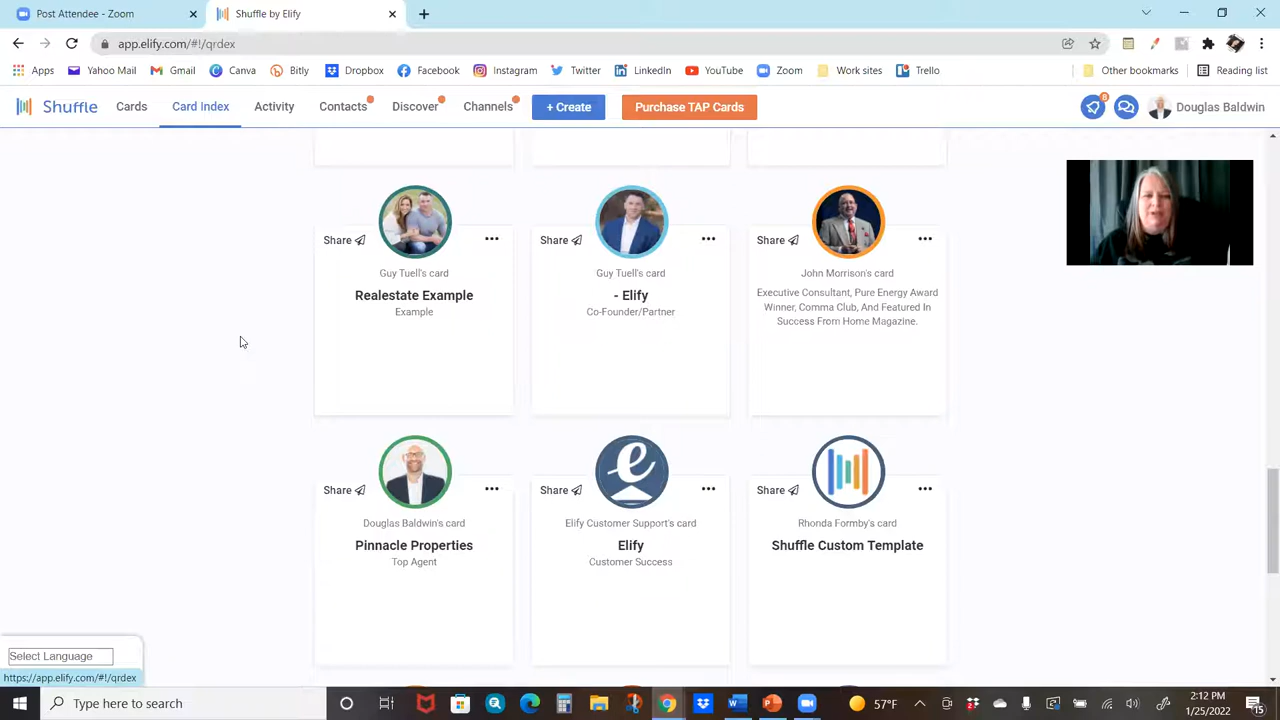 Post Attendee - Zoom
Shuffle by Elify
app.elify.com/#!/qrdex
Apps
Yahoo Mail
Gmail
Canva
Bitly
Dropbox
Facebook
Instagram
Twitter
LinkedIn
YouTube
Zoom
Work sites
Trello
Other bookmarks
Reading list
Shuffle
Cards
Card Index
Activity
Contacts
Discover
Channels
+ Create
Purchase TAP Cards
8
Douglas Baldwin
Share
Guy Tuell's card
Realestate Example
Example
Share
Guy Tuell's card
- Elify
Co-Founder/Partner
Share
John Morrison's card
Executive Consultant, Pure Energy Award
Winner, Comma Club, And Featured In
Success From Home Magazine.
Share
Douglas Baldwin's card
Pinnacle Properties
Top Agent
Share
e
Elify Customer Support's card
Elify
Customer Success
Share
Rhonda Formby's card
Shuffle Custom Template
Select Language
https://app.elify.com/#!/qrdex
Type here to search
57°F
2:12 PM
1/25/2022
15